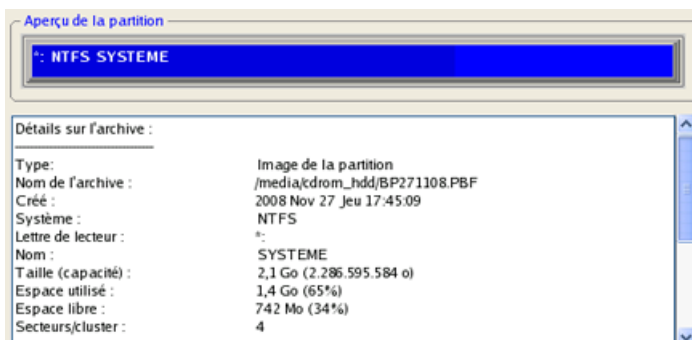 Aperçu de la partition
*: NTFS SYSTEME
Détails sur l'archive :
Type: Image de la partition
Nom de l'archive : /media/cdrom_hdd/BP271108.PBF
Créé : 2008 Nov 27 Jeu 17:45:09
Système : NTFS
Lettre de lecteur : *:
Nom : SYSTEME
Taille (capacité) : 2,1 Go (2.286.595.584 o)
Espace utilisé : 1,4 Go (65%)
Espace libre : 742 Mo (34%)
Secteurs/cluster : 4